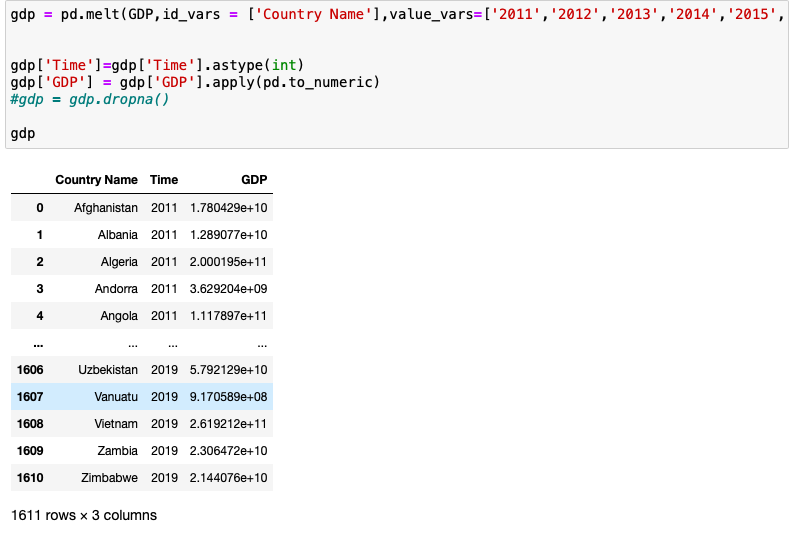 gdp = pd.melt(GDP,id_vars = ['Country Name'],value_vars=['2011','2012','2013','2014','2015',
gdp['Time']=gdp['Time'].astype(int)
gdp['GDP'] = gdp['GDP'].apply(pd.to_numeric)
#gdp = gdp.dropna()
gdp
Country Name Time GDP
0 Afghanistan 2011 1.780429e+10
1 Albania 2011 1.289077e+10
2 Algeria 2011 2.000195e+11
3 Andorra 2011 3.629204e+09
4 Angola 2011 1.117897e+11
... ... ... ...
1606 Uzbekistan 2019 5.792129e+10
1607 Vanuatu 2019 9.170589e+08
1608 Vietnam 2019 2.619212e+11
1609 Zambia 2019 2.306472e+10
1610 Zimbabwe 2019 2.144076e+10
1611 rows × 3 columns